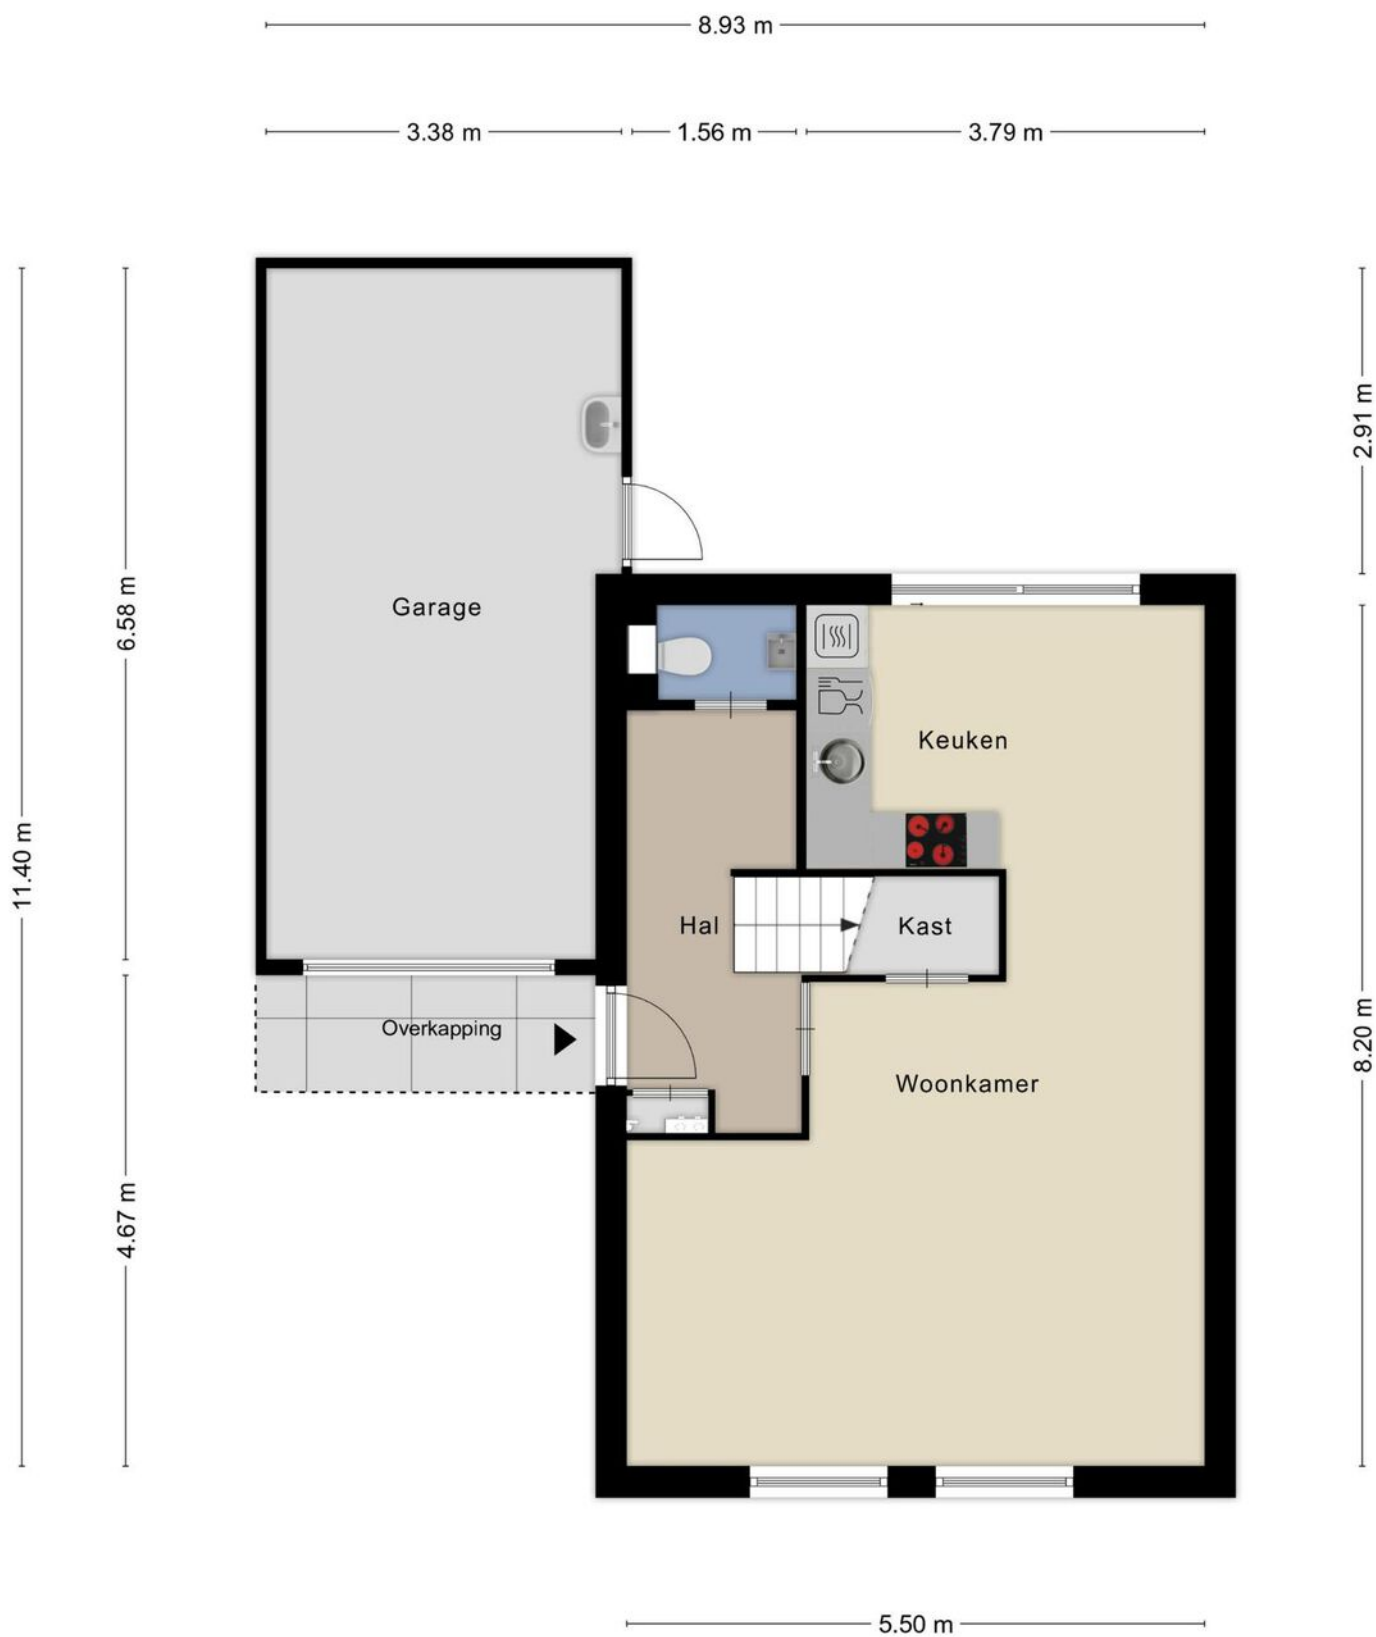 8.93 m
3.38 m
1.56 m
3.79 m
2.91 m
6.58 m
Garage
Keuken
11.40 m
Hal
Kast
Overkapping
8.20 m
Woonkamer
4.67 m
5.50 m